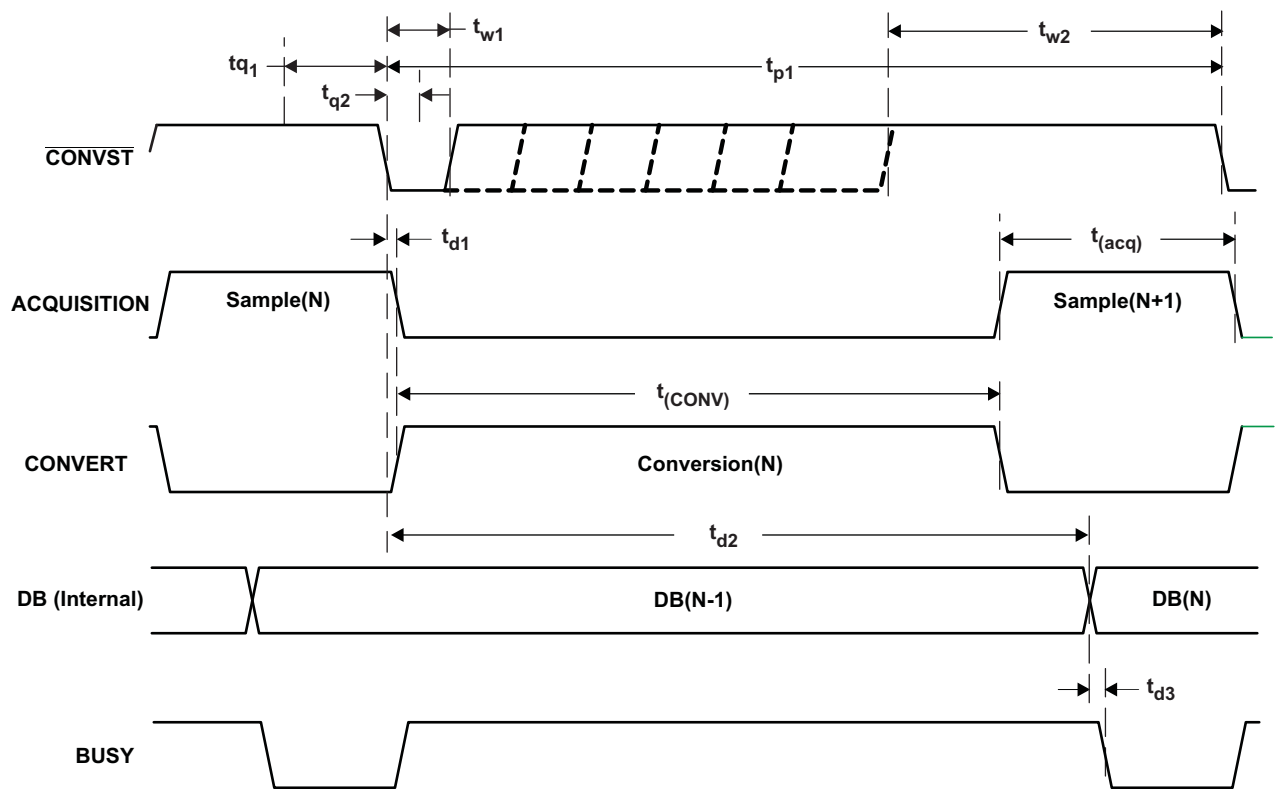 t_w1
t_w2
tq_1
t_p1
t_q2
CONVST
t_d1
t_(acq)
ACQUISITION
Sample(N)
Sample(N+1)
t_(CONV)
CONVERT
Conversion(N)
t_d2
DB (Internal)
DB(N-1)
DB(N)
t_d3
BUSY